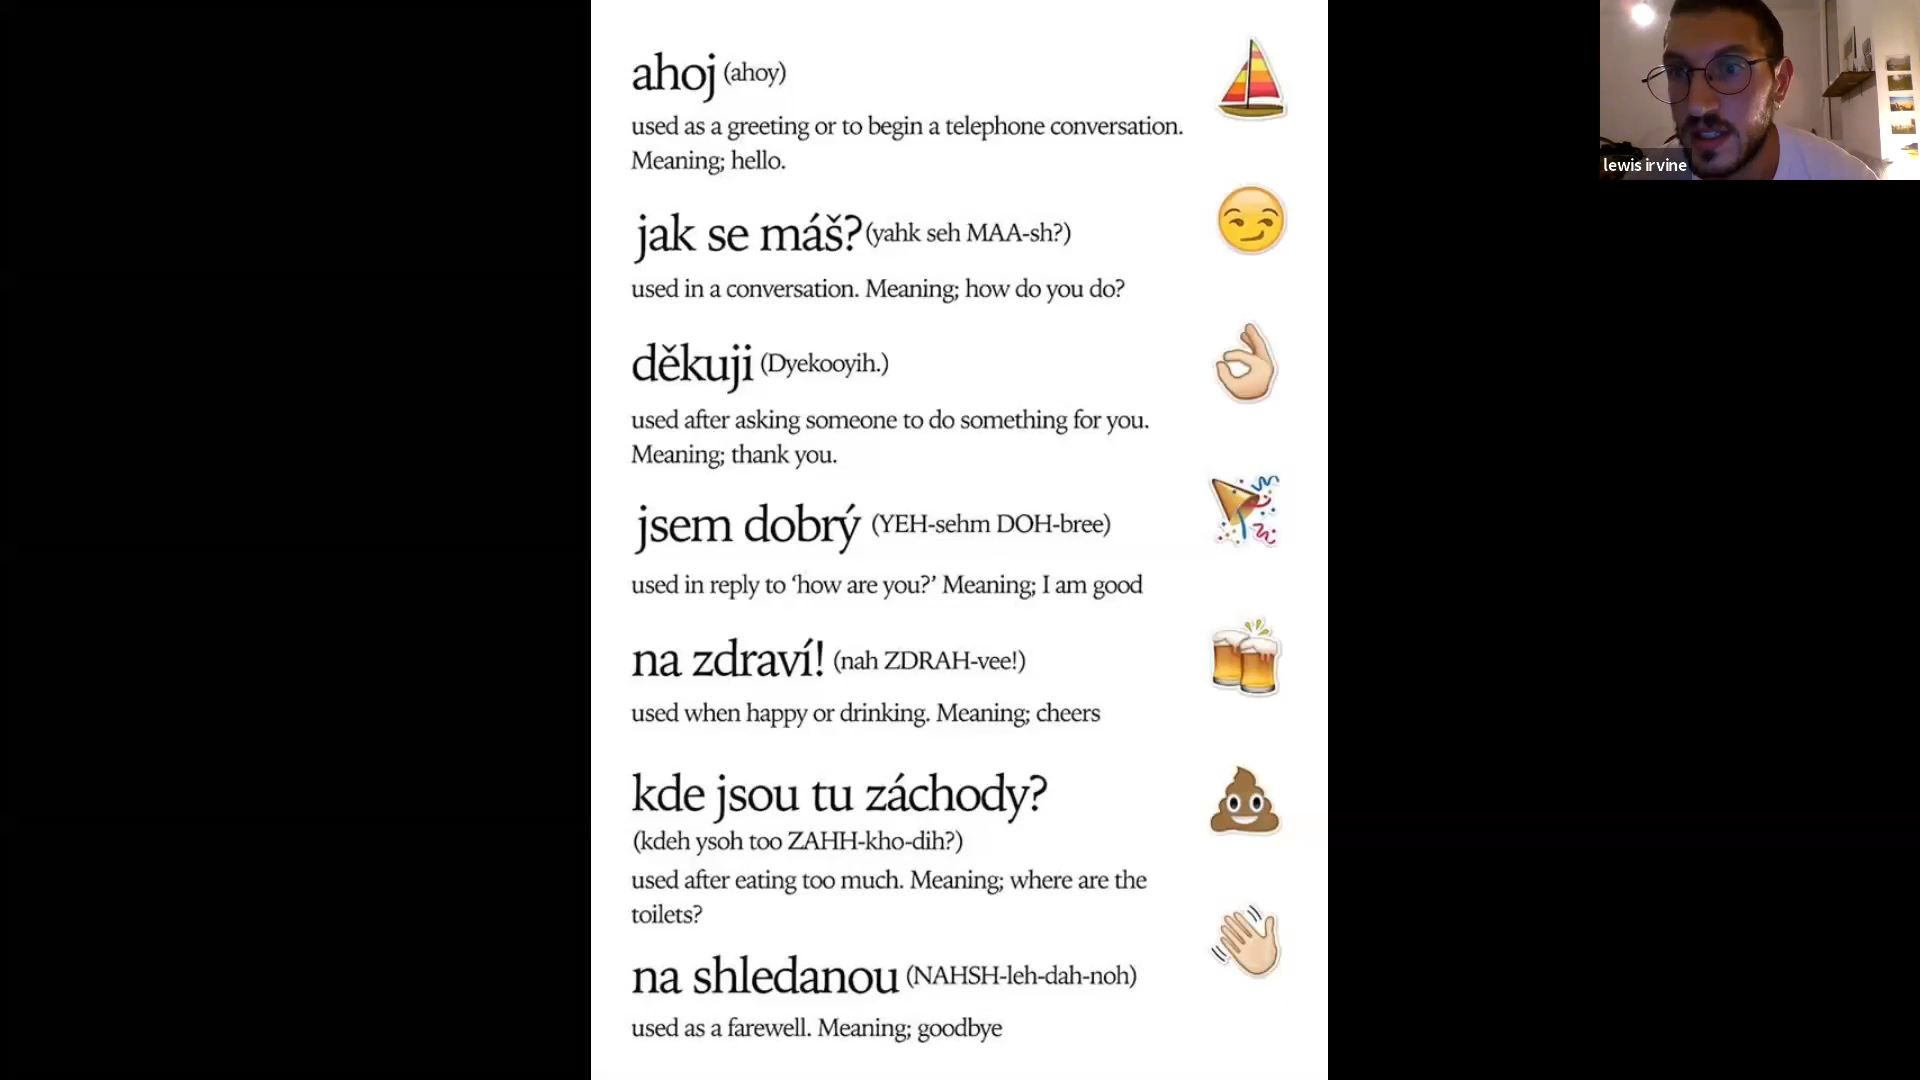 ahoj (ahoy)
used as a greeting or to begin a telephone conversation.
Meaning; hello.
jak se máš? (yahk seh MAA-sh?)
used in a conversation. Meaning; how do you do?
děkuji (Dyekooyih.)
used after asking someone to do something for you.
Meaning; thank you.
jsem dobrý (YEH-sehm DOH-bree)
used in reply to ‘how are you?’ Meaning; I am good
na zdraví! (nah ZDRAH-vee!)
used when happy or drinking. Meaning; cheers
kde jsou tu záchody?
(kdeh ysoh too ZAHH-kho-dih?)
used after eating too much. Meaning; where are the
toilets?
na shledanou (NAHSH-leh-dah-noh)
used as a farewell. Meaning; goodbye
lewis irvine